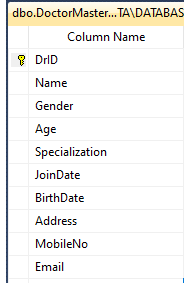 dbo.DoctorMaster...TA\DATABAS
Column Name
DrID
Name
Gender
Age
Specialization
JoinDate
BirthDate
Address
MobileNo
Email